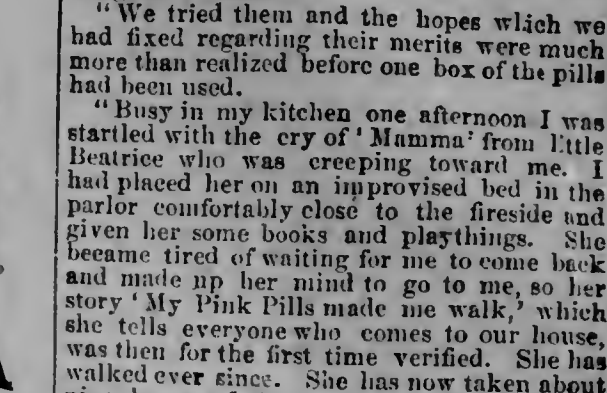 "We tried them and the hopes which we
had fixed regarding their merits were much
more than realized before one box of the pills
had been used.
"Busy in my kitchen one afternoon I was
startled with the cry of 'Mamma' from little
Beatrice who was creeping toward me. I
had placed her on an improvised bed in the
parlor comfortably close to the fireside and
given her some books and playthings. She
became tired of waiting for me to come back
and made up her mind to go to me, so her
story 'My Pink Pills made me walk,' which
she tells everyone who comes to our house,
was then for the first time verified. She has
walked ever since. She has now taken about